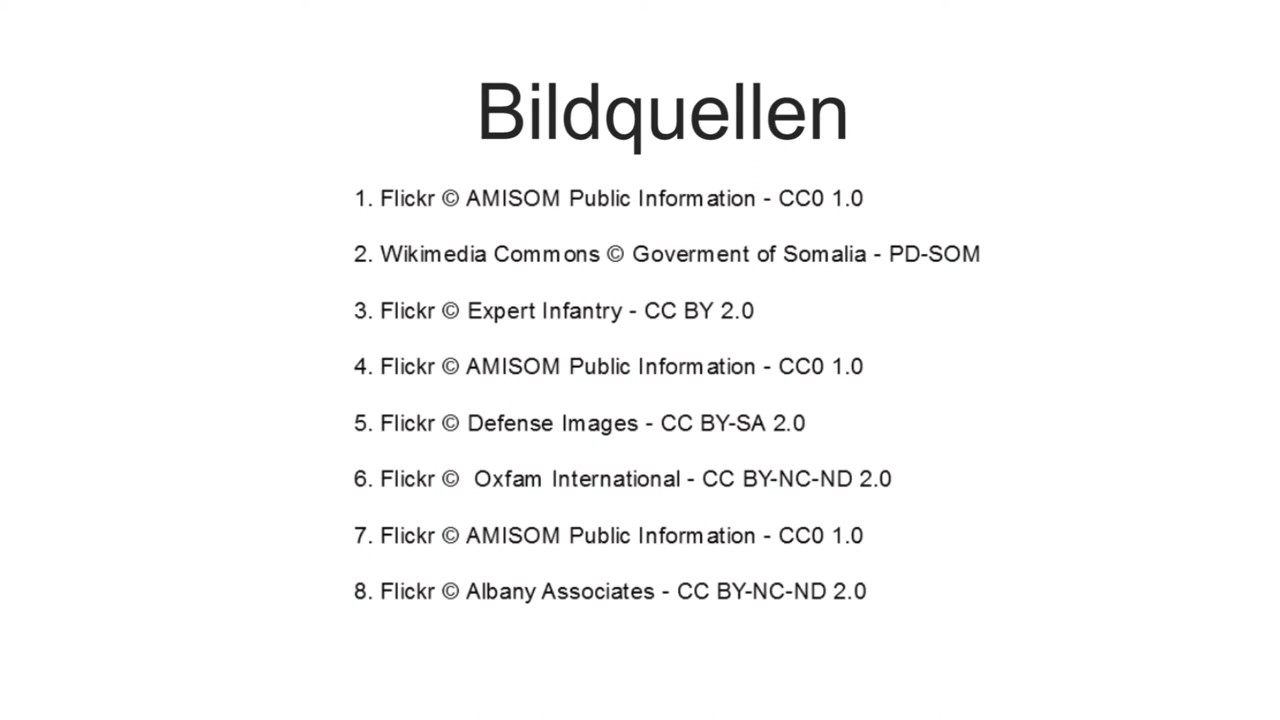 Bildquellen
1. Flickr © AMISOM Public Information - CC0 1.0
2. Wikimedia Commons © Goverment of Somalia - PD-SOM
3. Flickr © Expert Infantry - CC BY 2.0
4. Flickr © AMISOM Public Information - CC0 1.0
5. Flickr © Defense Images - CC BY-SA 2.0
6. Flickr © Oxfam International - CC BY-NC-ND 2.0
7. Flickr © AMISOM Public Information - CC0 1.0
8. Flickr © Albany Associates - CC BY-NC-ND 2.0